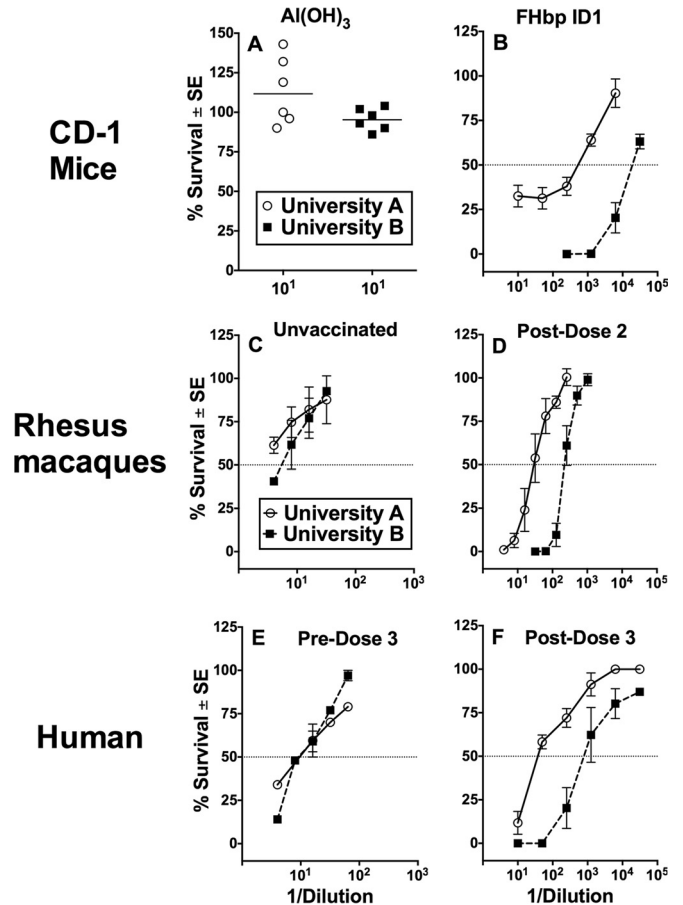 Al(OH)3
FHbp ID1
CD-1
Mice
% Survival ± SE
150
125
100
75
50
25
0
A
University A
University B
10^1
10^1
125
100
75
50
25
0
B
10^1
10^2
10^3
10^4
10^5
Rhesus
macaques
Unvaccinated
Post-Dose 2
% Survival ± SE
125
100
75
50
25
0
C
University A
University B
10^1
10^2
10^3
125
100
75
50
25
0
D
10^1
10^2
10^3
10^4
10^5
Human
Pre-Dose 3
Post-Dose 3
% Survival ± SE
125
100
75
50
25
0
E
10^1
10^2
10^3
1/Dilution
125
100
75
50
25
0
F
10^1
10^2
10^3
10^4
10^5
1/Dilution